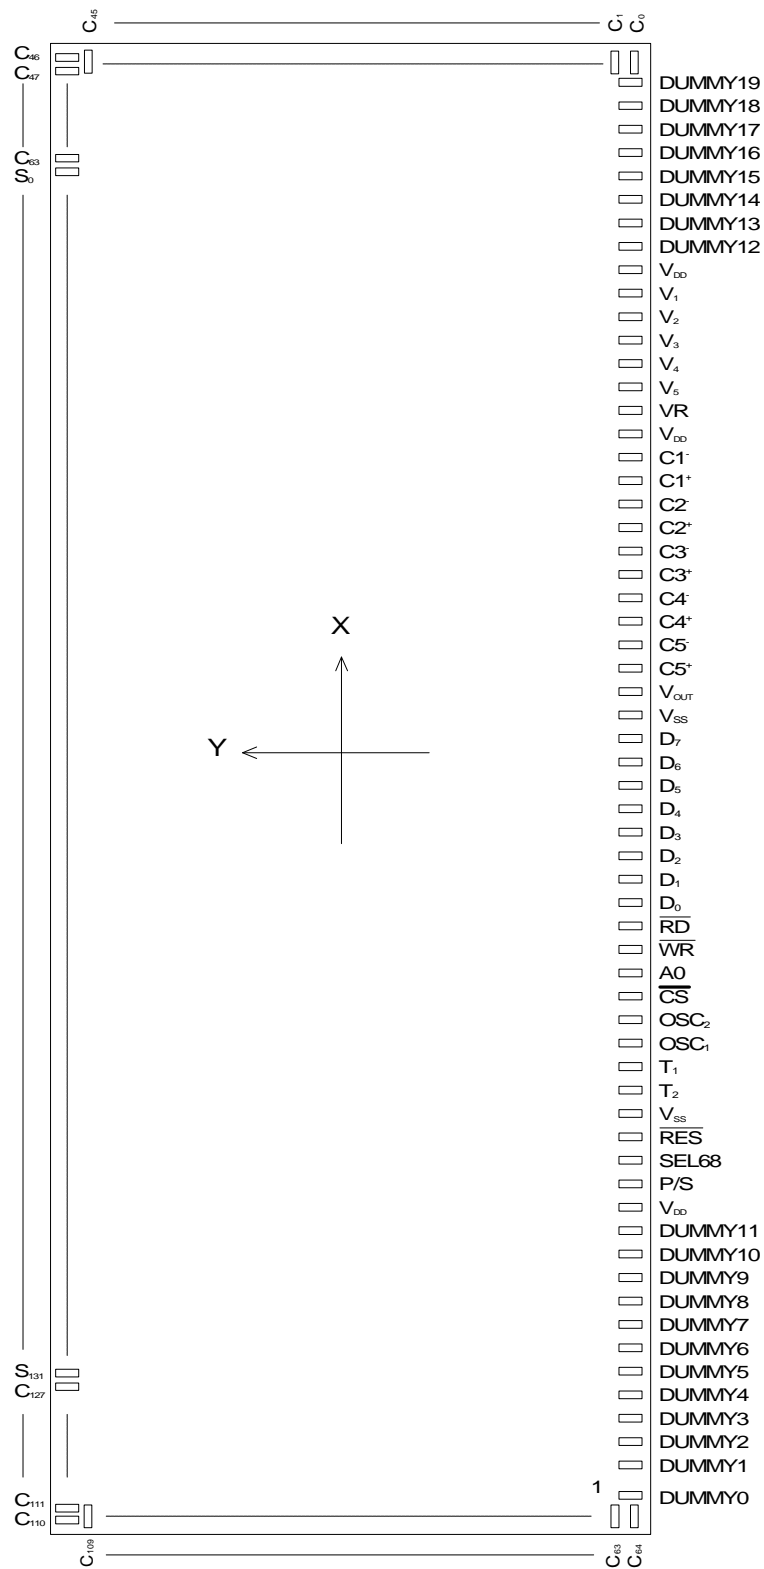 C45 C1 C0
C46
C47
C63
S0
DUMMY19
DUMMY18
DUMMY17
DUMMY16
DUMMY15
DUMMY14
DUMMY13
DUMMY12
VDD
V1
V2
V3
V4
V5
VR
VDD
C1-
C1+
C2-
C2+
C3-
C3+
C4-
C4+
C5-
C5+
VOUT
VSS
X
Y
D7
D6
D5
D4
D3
D2
D1
D0
RD
WR
A0
CS
OSC2
OSC1
T1
T2
VSS
RES
SEL68
P/S
VDD
DUMMY11
DUMMY10
DUMMY9
DUMMY8
DUMMY7
DUMMY6
DUMMY5
DUMMY4
DUMMY3
DUMMY2
DUMMY1
DUMMY0
S131
C127
1
C111
C110
C109 C63 C64